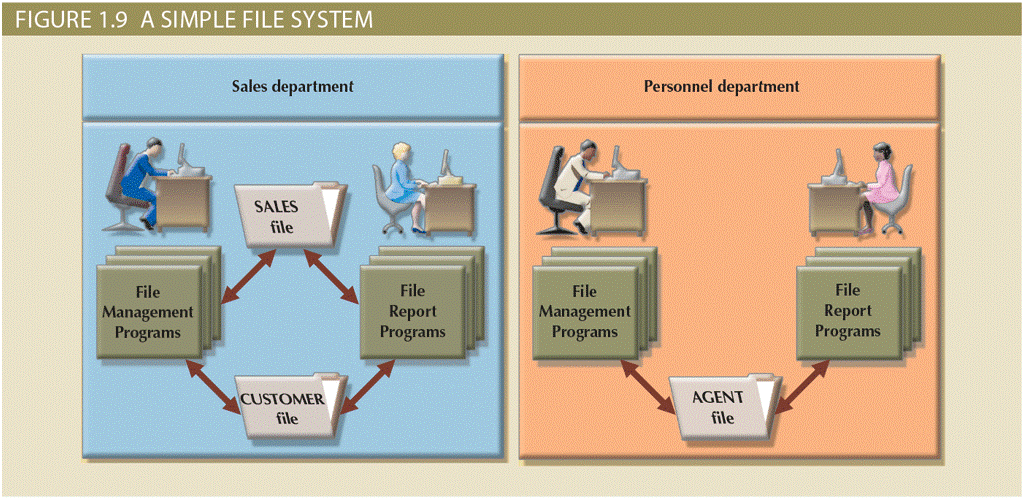 FIGURE 1.9 A SIMPLE FILE SYSTEM
Sales department
SALES
file
File
Management
Programs
File
Report
Programs
CUSTOMER
file
Personnel department
File
Management
Programs
File
Report
Programs
AGENT
file